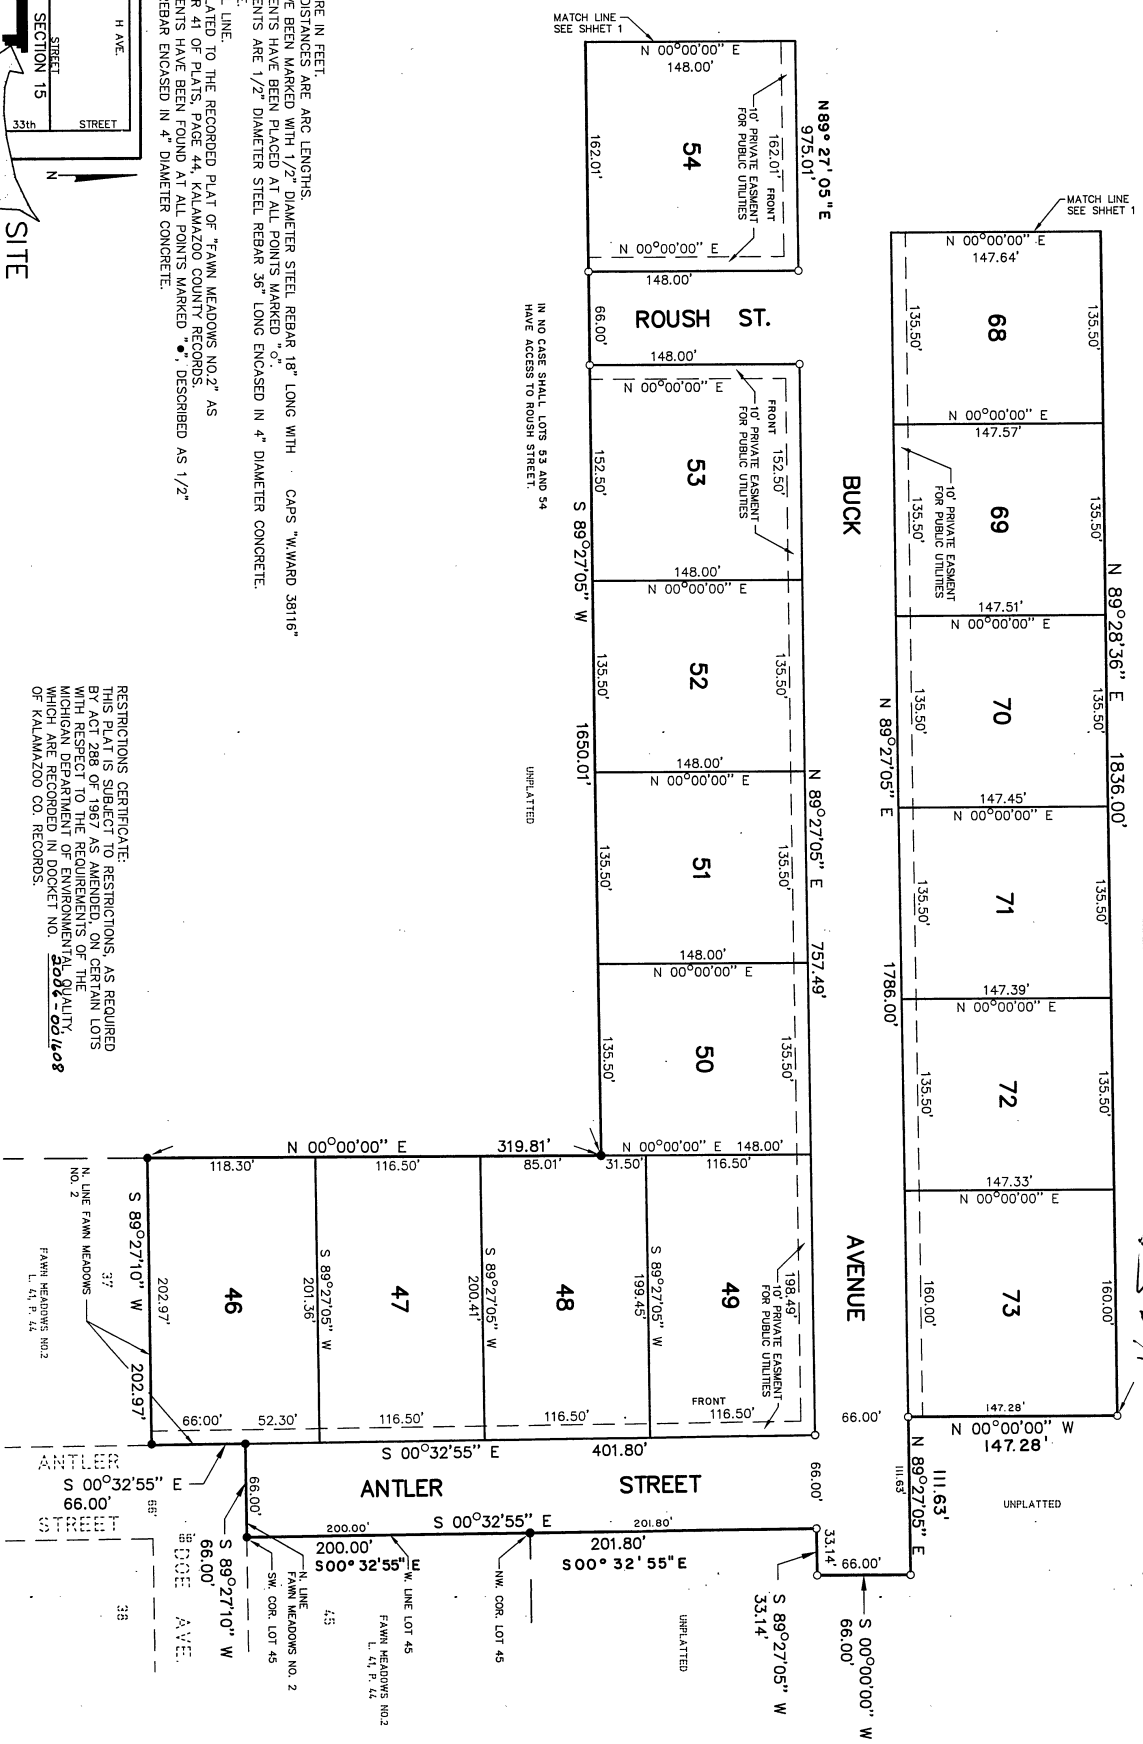 MATCH LINE
SEE SHHET 1
N 00°00'00" E
148.00'
N89° 27' 05"E
975.01'
10' PRIVATE EASMENT
FOR PUBLIC UTILITIES
162.01'
FRONT
54
162.01'
N 00°00'00" E
148.00'
66.00'
ROUSH ST.
148.00'
N 00°00'00" E
IN NO CASE SHALL LOTS 53 AND 54
HAVE ACCESS TO ROUSH STREET.
FRONT
152.50'
10' PRIVATE EASMENT
FOR PUBLIC UTILITIES
53
152.50'
148.00'
N 00°00'00" E
S 89°27'05" W
1650.01'
135.50'
52
135.50'
148.00'
N 00°00'00" E
N 89°27'05" E
757.49'
135.50'
51
135.50'
148.00'
N 00°00'00" E
135.50'
50
135.50'
UNPLATTED
MATCH LINE
SEE SHHET 1
N 00°00'00" E
147.64'
135.50'
68
135.50'
N 00°00'00" E
147.57'
135.50'
69
135.50'
10' PRIVATE EASMENT
FOR PUBLIC UTILITIES
147.51'
N 00°00'00" E
N 89°28'36" E
1836.00'
135.50'
70
135.50'
N 89°27'05" E
1786.00'
147.45'
N 00°00'00" E
135.50'
71
135.50'
147.39'
N 00°00'00" E
135.50'
72
135.50'
147.33'
N 00°00'00" E
160.00'
73
160.00'
147.28'
N 00°00'00" W
147.28'
BUCK
AVENUE
N 00°00'00" E
319.81'
N 00°00'00" E
148.00'
118.30'
116.50'
85.01'
31.50'
116.50'
S 89°27'10" W
202.97'
202.97'
46
201.36'
S 89°27'05" W
47
200.41'
S 89°27'05" W
48
199.45'
S 89°27'05" W
49
198.49'
10' PRIVATE EASMENT
FOR PUBLIC UTILITIES
FRONT
66.00'
52.30'
116.50'
116.50'
116.50'
S 00°32'55" E
401.80'
66.00'
66.00'
ANTLER
STREET
66.00'
200.00'
S 00°32'55" E
201.80'
200.00'
S00° 32' 55"E
201.80'
S00° 32' 55"E
33.14'
66.00'
S 89°27'05" W
33.14'
S 00°00'00" W
66.00'
111.63'
N 89°27'05" E
111.63'
UNPLATTED
UNPLATTED
NW. COR. LOT 45
W. LINE LOT 45
45
FAWN MEADOWS NO.2
L. 41, P. 44
N. LINE
FAWN MEADOWS NO. 2
SW. COR. LOT 45
S 89°27'10" W
66.00'
66'
DOE AVE.
38
ANTLER
S 00°32'55" E
66.00'
66'
STREET
N. LINE FAWN MEADOWS
NO. 2
37
FAWN MEADOWS NO.2
L. 41, P. 44
RE IN FEET.
DISTANCES ARE ARC LENGTHS.
VE BEEN MARKED WITH 1/2" DIAMETER STEEL REBAR 18" LONG WITH CAPS "W.WARD 38116"
ENTS HAVE BEEN PLACED AT ALL POINTS MARKED "○".
ENTS ARE 1/2" DIAMETER STEEL REBAR 36" LONG ENCASED IN 4" DIAMETER CONCRETE.
LINE.
LATED TO THE RECORDED PLAT OF "FAWN MEADOWS NO.2" AS
R 41 OF PLATS, PAGE 44, KALAMAZOO COUNTY RECORDS.
ENTS HAVE BEEN FOUND AT ALL POINTS MARKED "●", DESCRIBED AS 1/2"
REBAR ENCASED IN 4" DIAMETER CONCRETE.
RESTRICTIONS CERTIFICATE:
THIS PLAT IS SUBJECT TO RESTRICTIONS, AS REQUIRED
BY ACT 288 OF 1967 AS AMENDED, ON CERTAIN LOTS
WITH RESPECT TO THE REQUIREMENTS OF THE
MICHIGAN DEPARTMENT OF ENVIRONMENTAL QUALITY,
WHICH ARE RECORDED IN DOCKET NO. 2006-001608
OF KALAMAZOO CO. RECORDS.
H AVE.
STREET
SECTION 15
33th
STREET
N
SITE